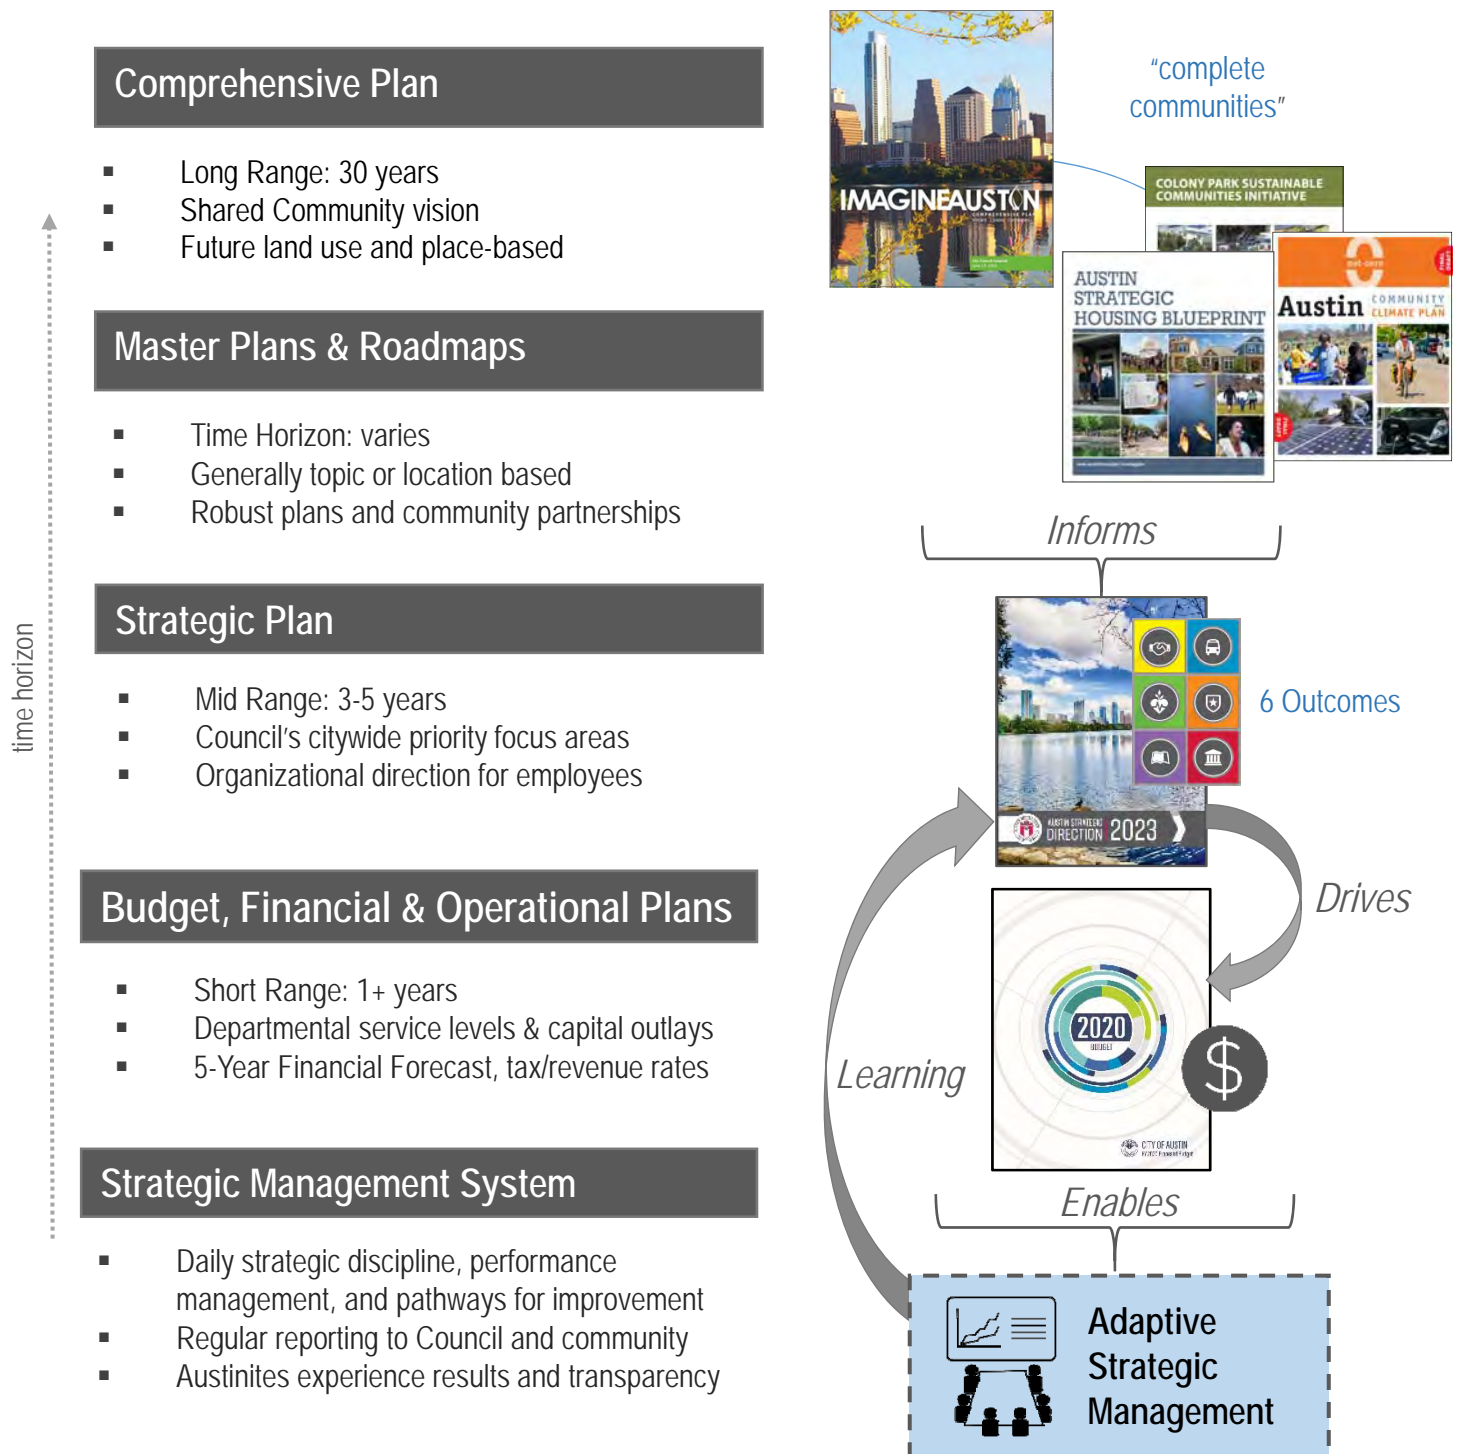 Comprehensive Plan
Long Range: 30 years
Shared Community vision
Future land use and place-based
Master Plans & Roadmaps
Time Horizon: varies
Generally topic or location based
Robust plans and community partnerships
Strategic Plan
Mid Range: 3-5 years
Council's citywide priority focus areas
Organizational direction for employees
Budget, Financial & Operational Plans
Short Range: 1+ years
Departmental service levels & capital outlays
5-Year Financial Forecast, tax/revenue rates
Strategic Management System
Daily strategic discipline, performance
management, and pathways for improvement
Regular reporting to Council and community
Austinites experience results and transparency
time horizon
IMAGINEAUSTIN
COMPREHENSIVE PLAN
"complete
communities"
COLONY PARK SUSTAINABLE
COMMUNITIES INITIATIVE
AUSTIN
STRATEGIC
HOUSING BLUEPRINT
net-zero
FINAL
DRAFT
Austin COMMUNITY
CLIMATE PLAN
Informs
6 Outcomes
AUSTIN STRATEGIC
DIRECTION 2023
Drives
2020
BUDGET
$
CITY OF AUSTIN
Learning
Enables
Adaptive
Strategic
Management